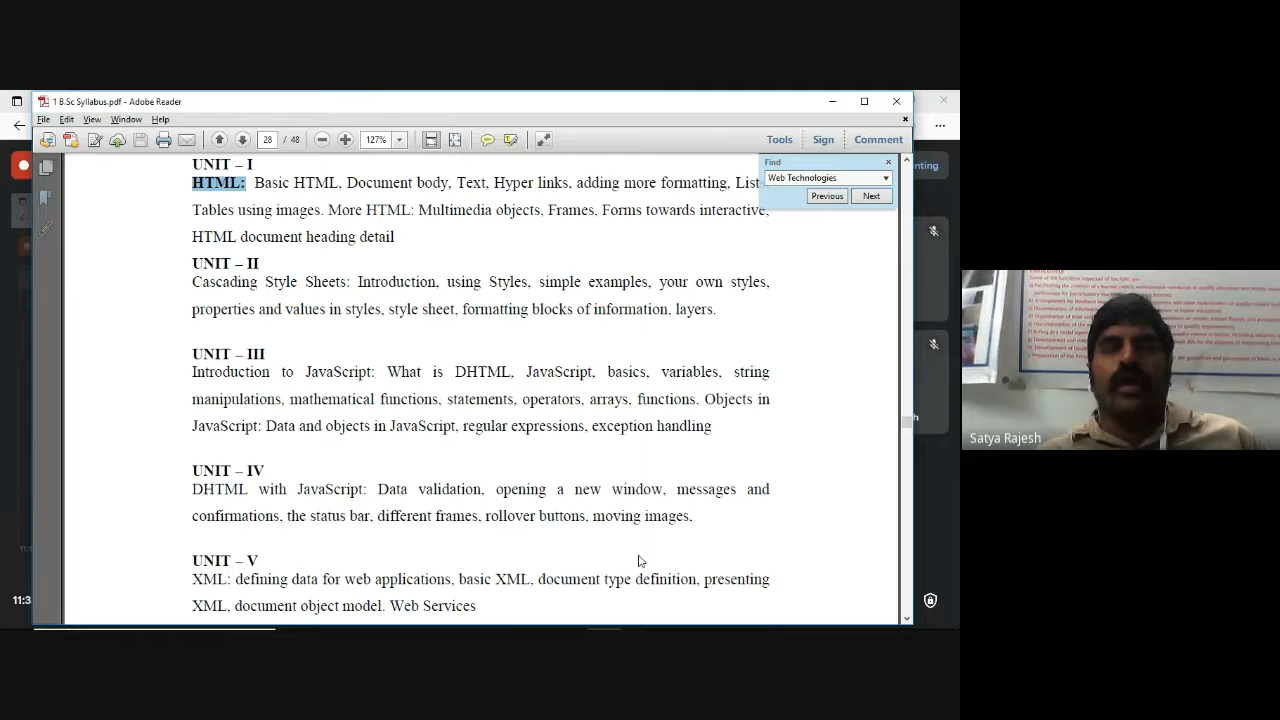 1 B.Sc Syllabus.pdf - Adobe Reader
File Edit View Window Help
28 / 48 127% Tools Sign Comment
Find
Web Technologies
Previous Next
UNIT – I
HTML: Basic HTML, Document body, Text, Hyper links, adding more formatting, List
Tables using images. More HTML: Multimedia objects, Frames, Forms towards interactive,
HTML document heading detail
UNIT – II
Cascading Style Sheets: Introduction, using Styles, simple examples, your own styles,
properties and values in styles, style sheet, formatting blocks of information, layers.
UNIT – III
Introduction to JavaScript: What is DHTML, JavaScript, basics, variables, string
manipulations, mathematical functions, statements, operators, arrays, functions. Objects in
JavaScript: Data and objects in JavaScript, regular expressions, exception handling
UNIT – IV
DHTML with JavaScript: Data validation, opening a new window, messages and
confirmations, the status bar, different frames, rollover buttons, moving images,
UNIT – V
XML: defining data for web applications, basic XML, document type definition, presenting
XML, document object model. Web Services
11:3
Satya Rajesh